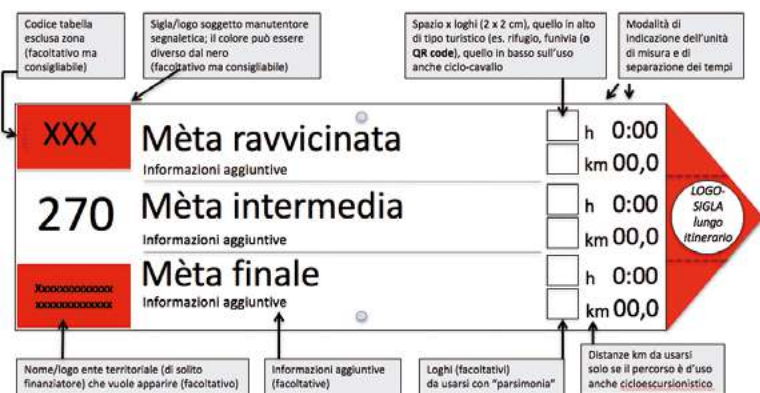 Codice tabella
esclusa zona
(facoltativo ma
consigliabile)
Sigla/logo soggetto manutentore
segnaletica; il colore può essere
diverso dal nero
(facoltativo ma consigliabile)
Spazio x loghi (2 x 2 cm), quello in alto
di tipo turistico (es. rifugio, funivia (o
QR code), quello in basso sull'uso
anche ciclo-cavallo
Modalità di
indicazione dell'unità
di misura e di
separazione dei tempi
XXX
Mèta ravvicinata
Informazioni aggiuntive
h 0:00
km 00,0
270
Mèta intermedia
Informazioni aggiuntive
h 0:00
km 00,0
LOGO-
SIGLA
lungo
itinerario
Xxxxxxxxxxxxx
xxxxxxxxxxxxx
Mèta finale
Informazioni aggiuntive
h 0:00
km 00,0
Nome/logo ente territoriale (di solito
finanziatore) che vuole apparire (facoltativo)
Informazioni aggiuntive
(facoltative)
Loghi (facoltativi)
da usarsi con "parsimonia"
Distanze km da usarsi
solo se il percorso è d'uso
anche cicloescursionistico